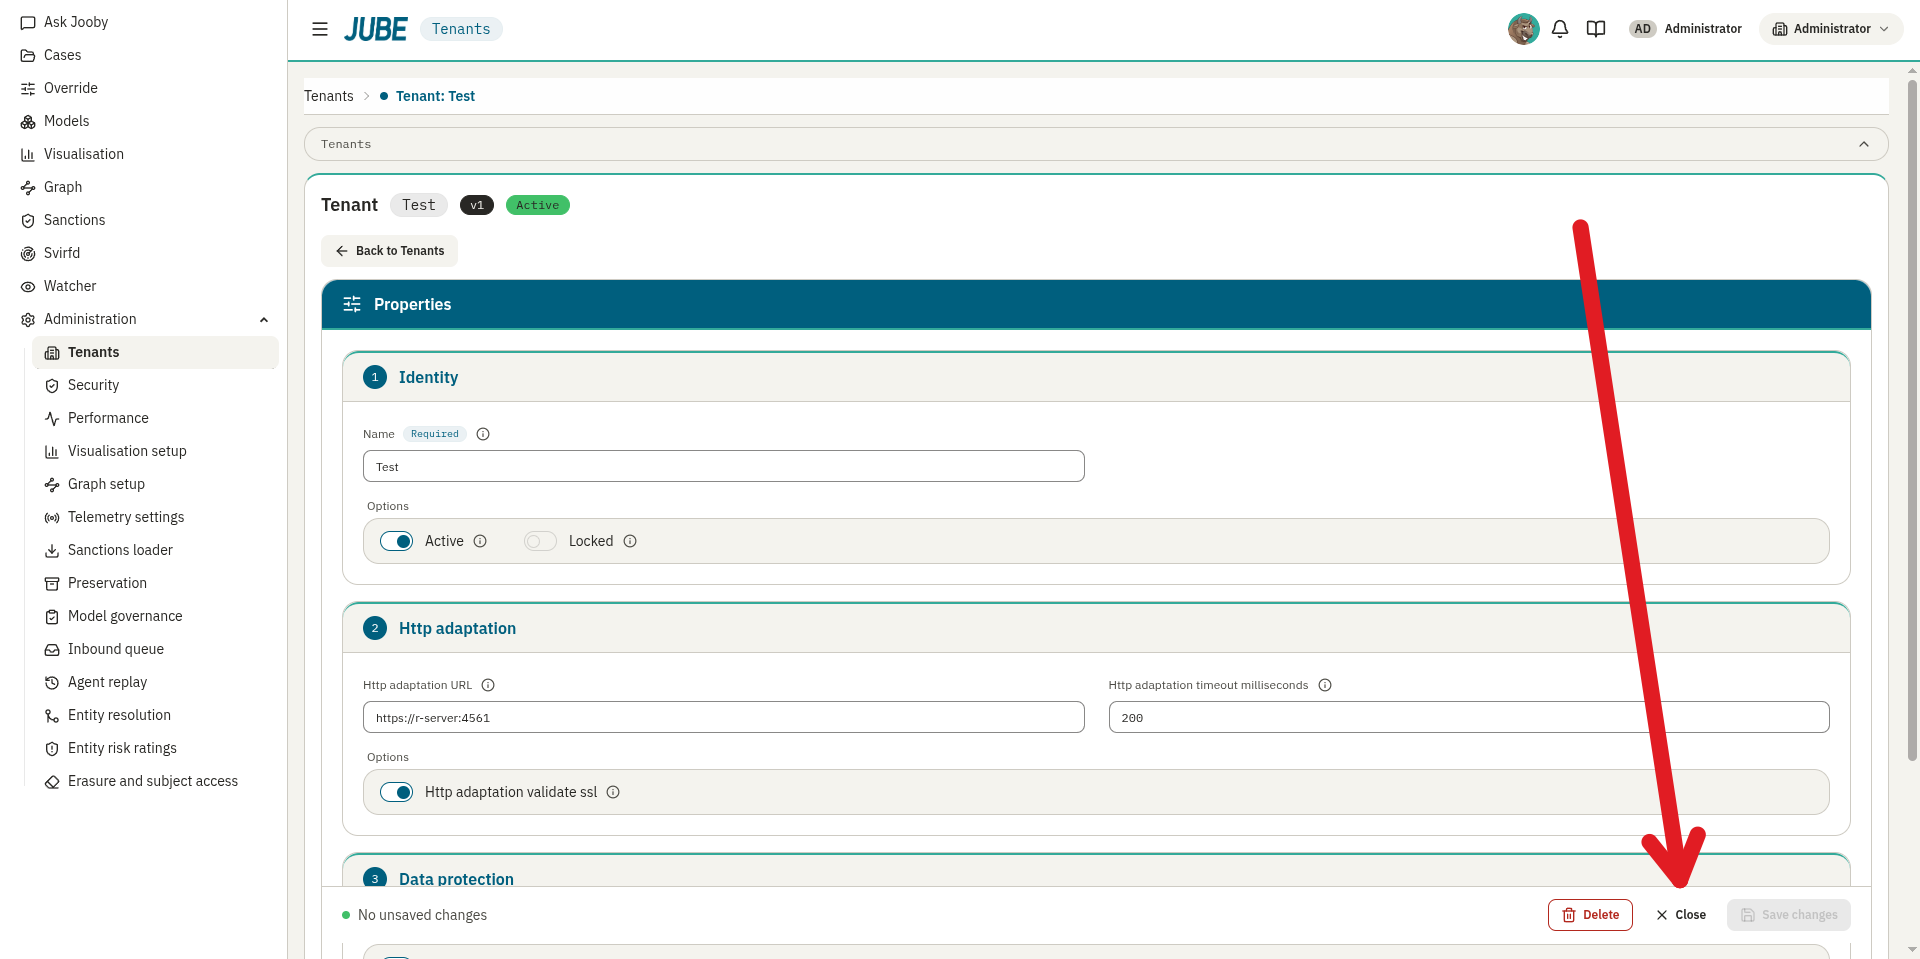 Ask Jooby
Cases
Override
Models
Visualisation
Graph
Sanctions
Svirfd
Watcher
Administration
Tenants
Security
Performance
Visualisation setup
Graph setup
Telemetry settings
Sanctions loader
Preservation
Model governance
Inbound queue
Agent replay
Entity resolution
Entity risk ratings
Erasure and subject access
JUBE Tenants
AD Administrator Administrator
Tenants > Tenant: Test
Tenants
Tenant Test v1 Active
Back to Tenants
Properties
1 Identity
Name Required
Test
Options
Active Locked
2 Http adaptation
Http adaptation URL Http adaptation timeout milliseconds
https://r-server:4561 200
Options
Http adaptation validate ssl
3 Data protection
No unsaved changes Delete Close Save changes